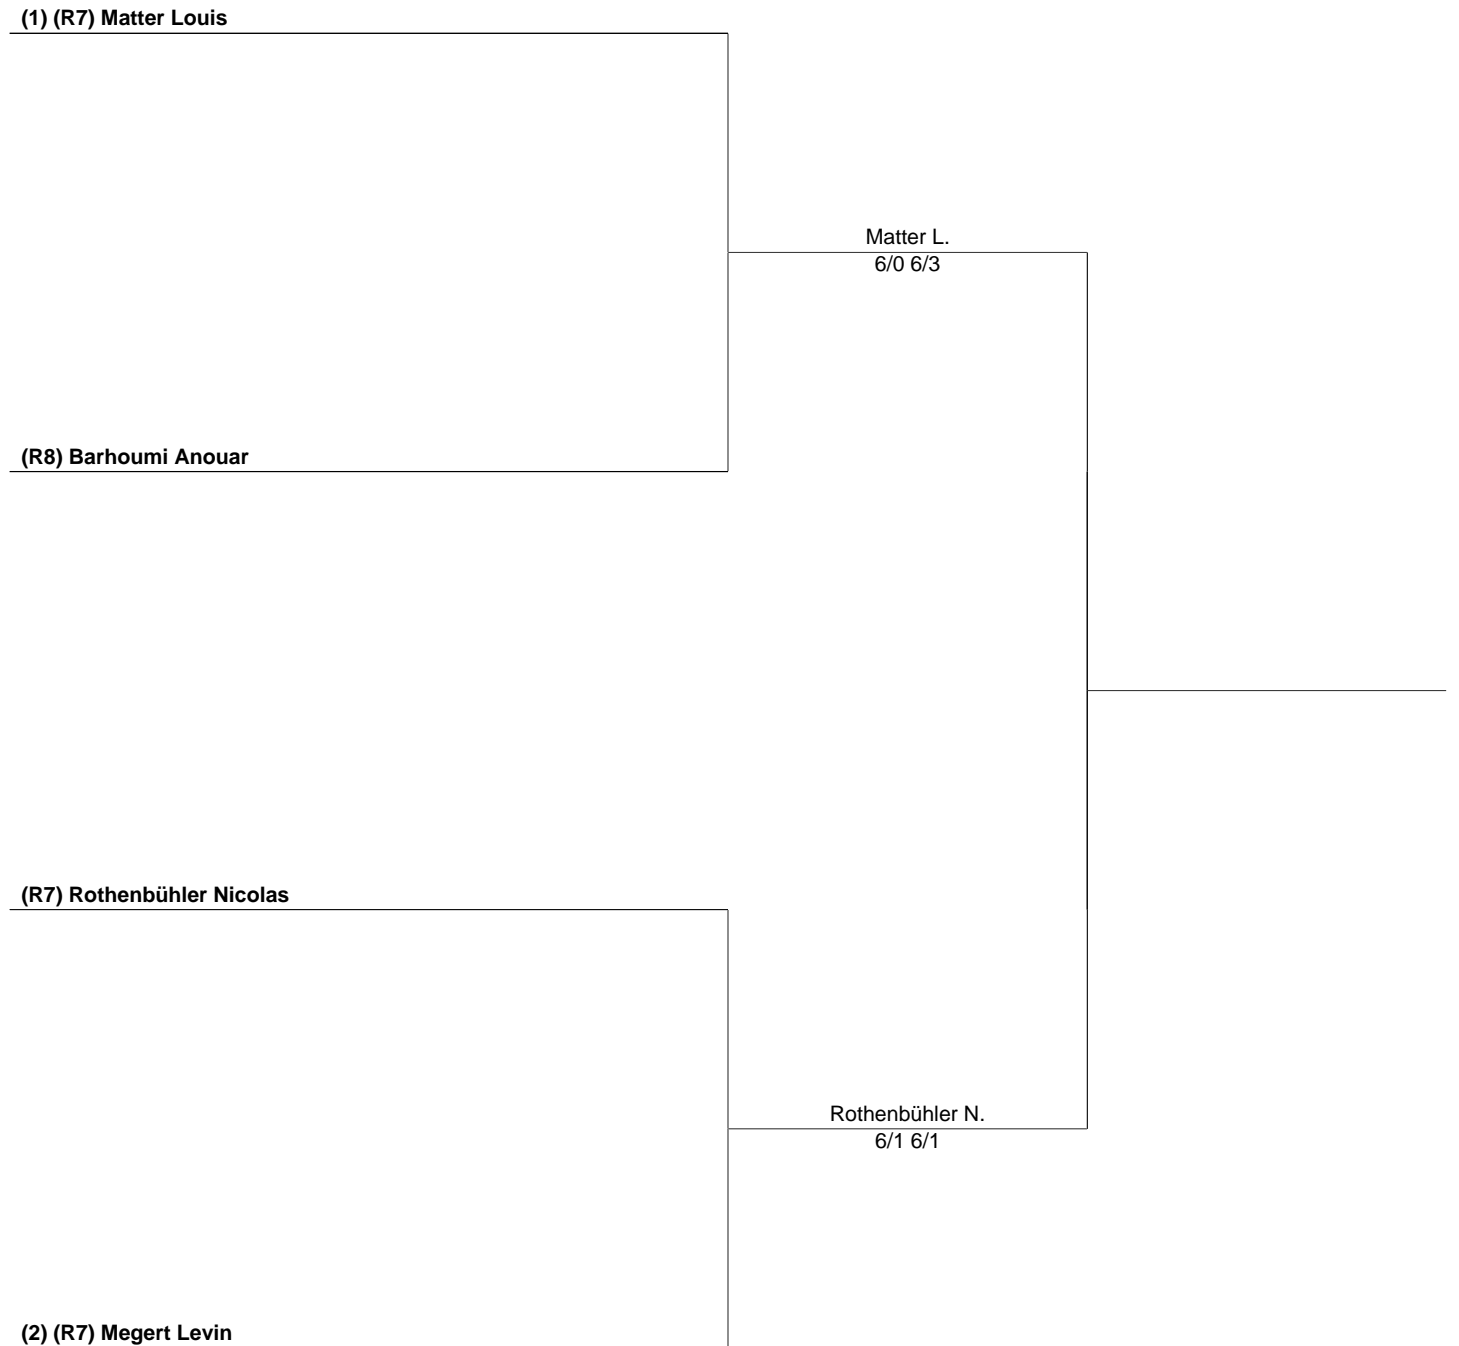 (1) (R7) Matter Louis
Matter L.
6/0 6/3
(R8) Barhoumi Anouar
(R7) Rothenbühler Nicolas
Rothenbühler N.
6/1 6/1
(2) (R7) Megert Levin